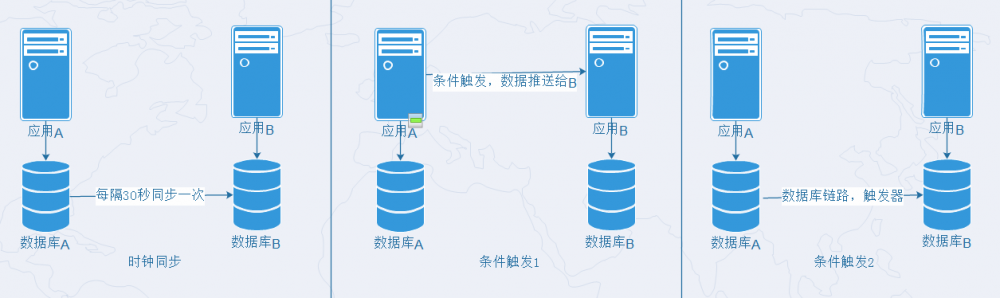 应用A
应用B
每隔30秒同步一次
数据库A
数据库B
时钟同步
条件触发，数据推送给B
应用A
应用B
数据库A
数据库B
条件触发1
应用A
应用B
数据库链路，触发器
数据库A
数据库B
条件触发2